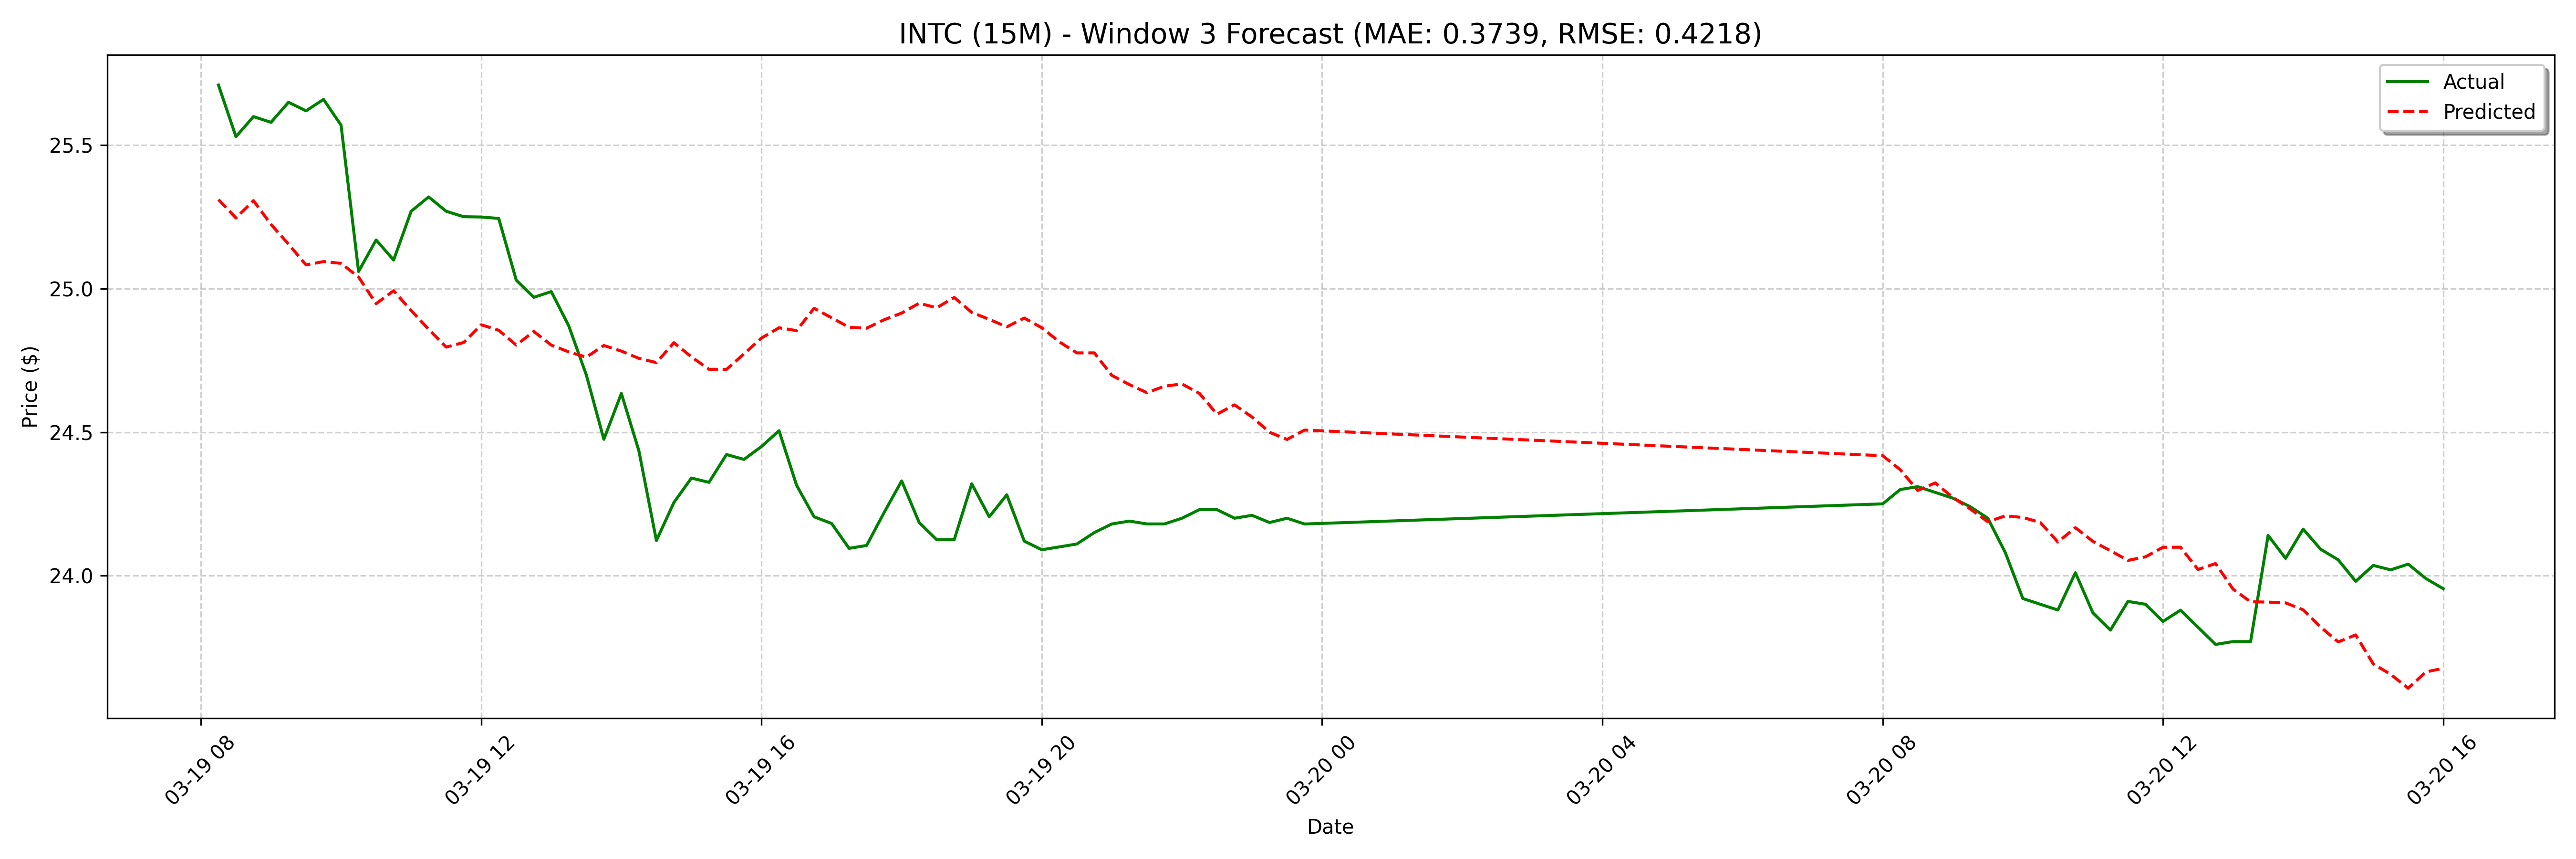 INTC (15M) - Window 3 Forecast (MAE: 0.3739, RMSE: 0.4218)
Actual
Predicted
25.5
25.0
24.5
24.0
Price ($)
03-19 08
03-19 12
03-19 16
03-19 20
03-20 00
03-20 04
03-20 08
03-20 12
03-20 16
Date